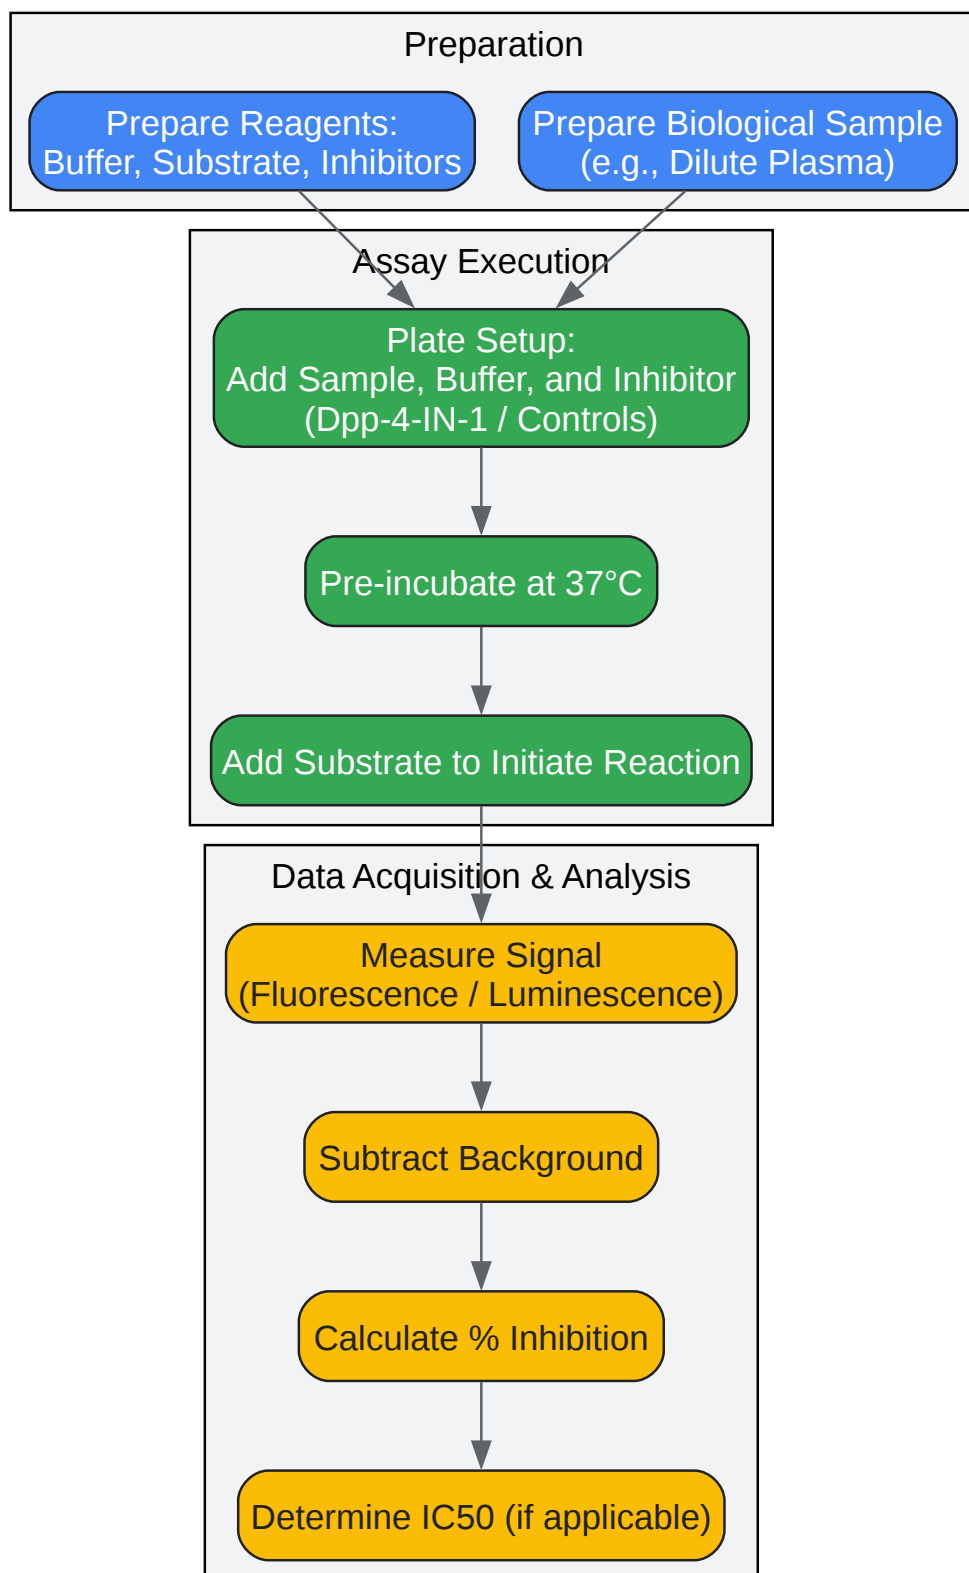 Preparation
Prepare Reagents:
Buffer, Substrate, Inhibitors
Prepare Biological Sample
(e.g., Dilute Plasma)
Assay Execution
Plate Setup:
Add Sample, Buffer, and Inhibitor
(Dpp-4-IN-1 / Controls)
Pre-incubate at 37°C
Add Substrate to Initiate Reaction
Data Acquisition & Analysis
Measure Signal
(Fluorescence / Luminescence)
Subtract Background
Calculate % Inhibition
Determine IC50 (if applicable)